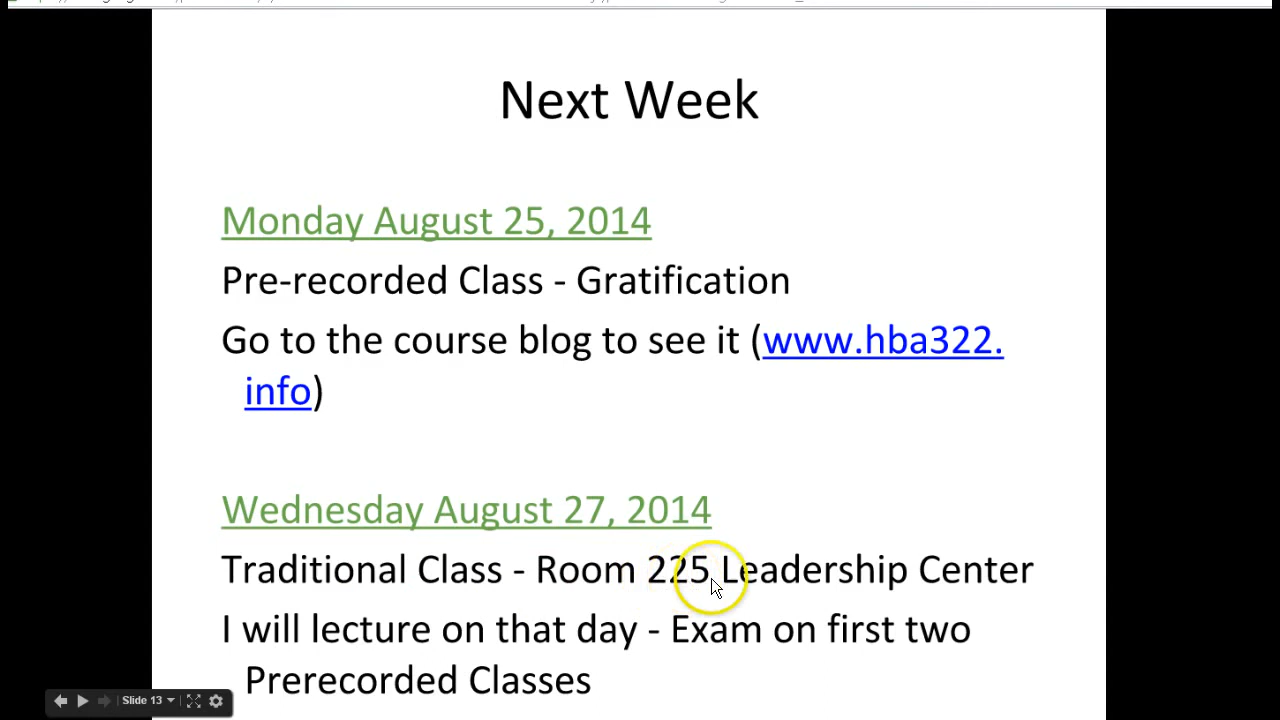 Next Week
Monday August 25, 2014
Pre-recorded Class - Gratification
Go to the course blog to see it (www.hba322.
info)
Wednesday August 27, 2014
Traditional Class - Room 225 Leadership Center
I will lecture on that day - Exam on first two
Prerecorded Classes
Slide 13